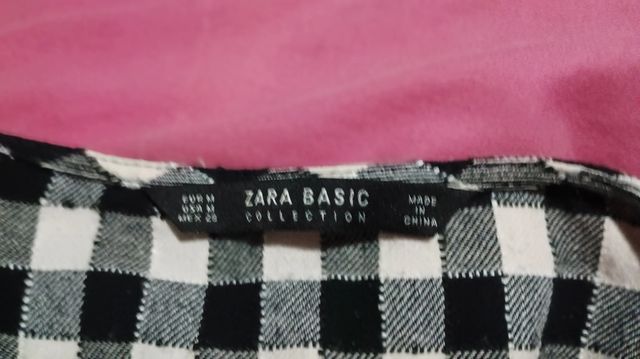 EUR M
USA M
MEX 28
ZARA BASIC
COLLECTION
MADE
IN
CHINA